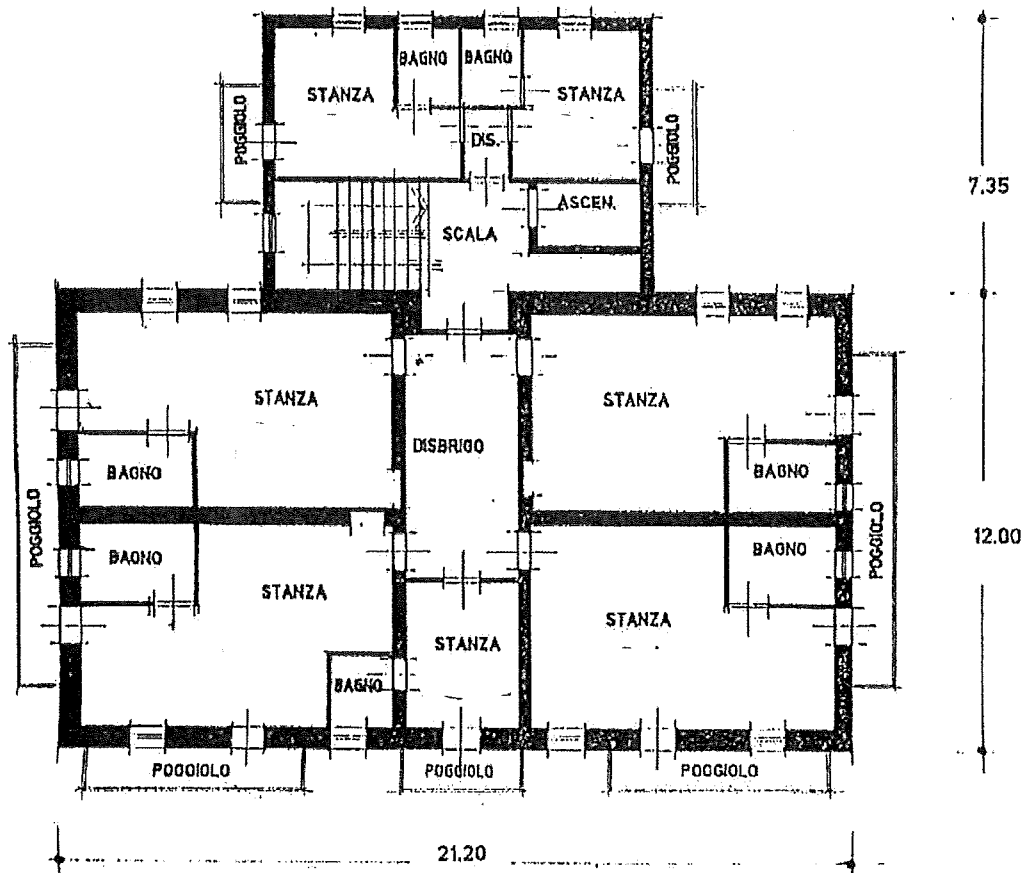 BAGNO
BAGNO
STANZA
STANZA
POGGIOLO
POGGIOLO
DIS.
7.35
ASCEN.
SCALA
STANZA
STANZA
DISBRIGO
BAGNO
BAGNO
POGGIOLO
POGGIOLO
12.00
BAGNO
BAGNO
STANZA
STANZA
STANZA
BAGNO
POGGIOLO
POGGIOLO
POGGIOLO
21.20